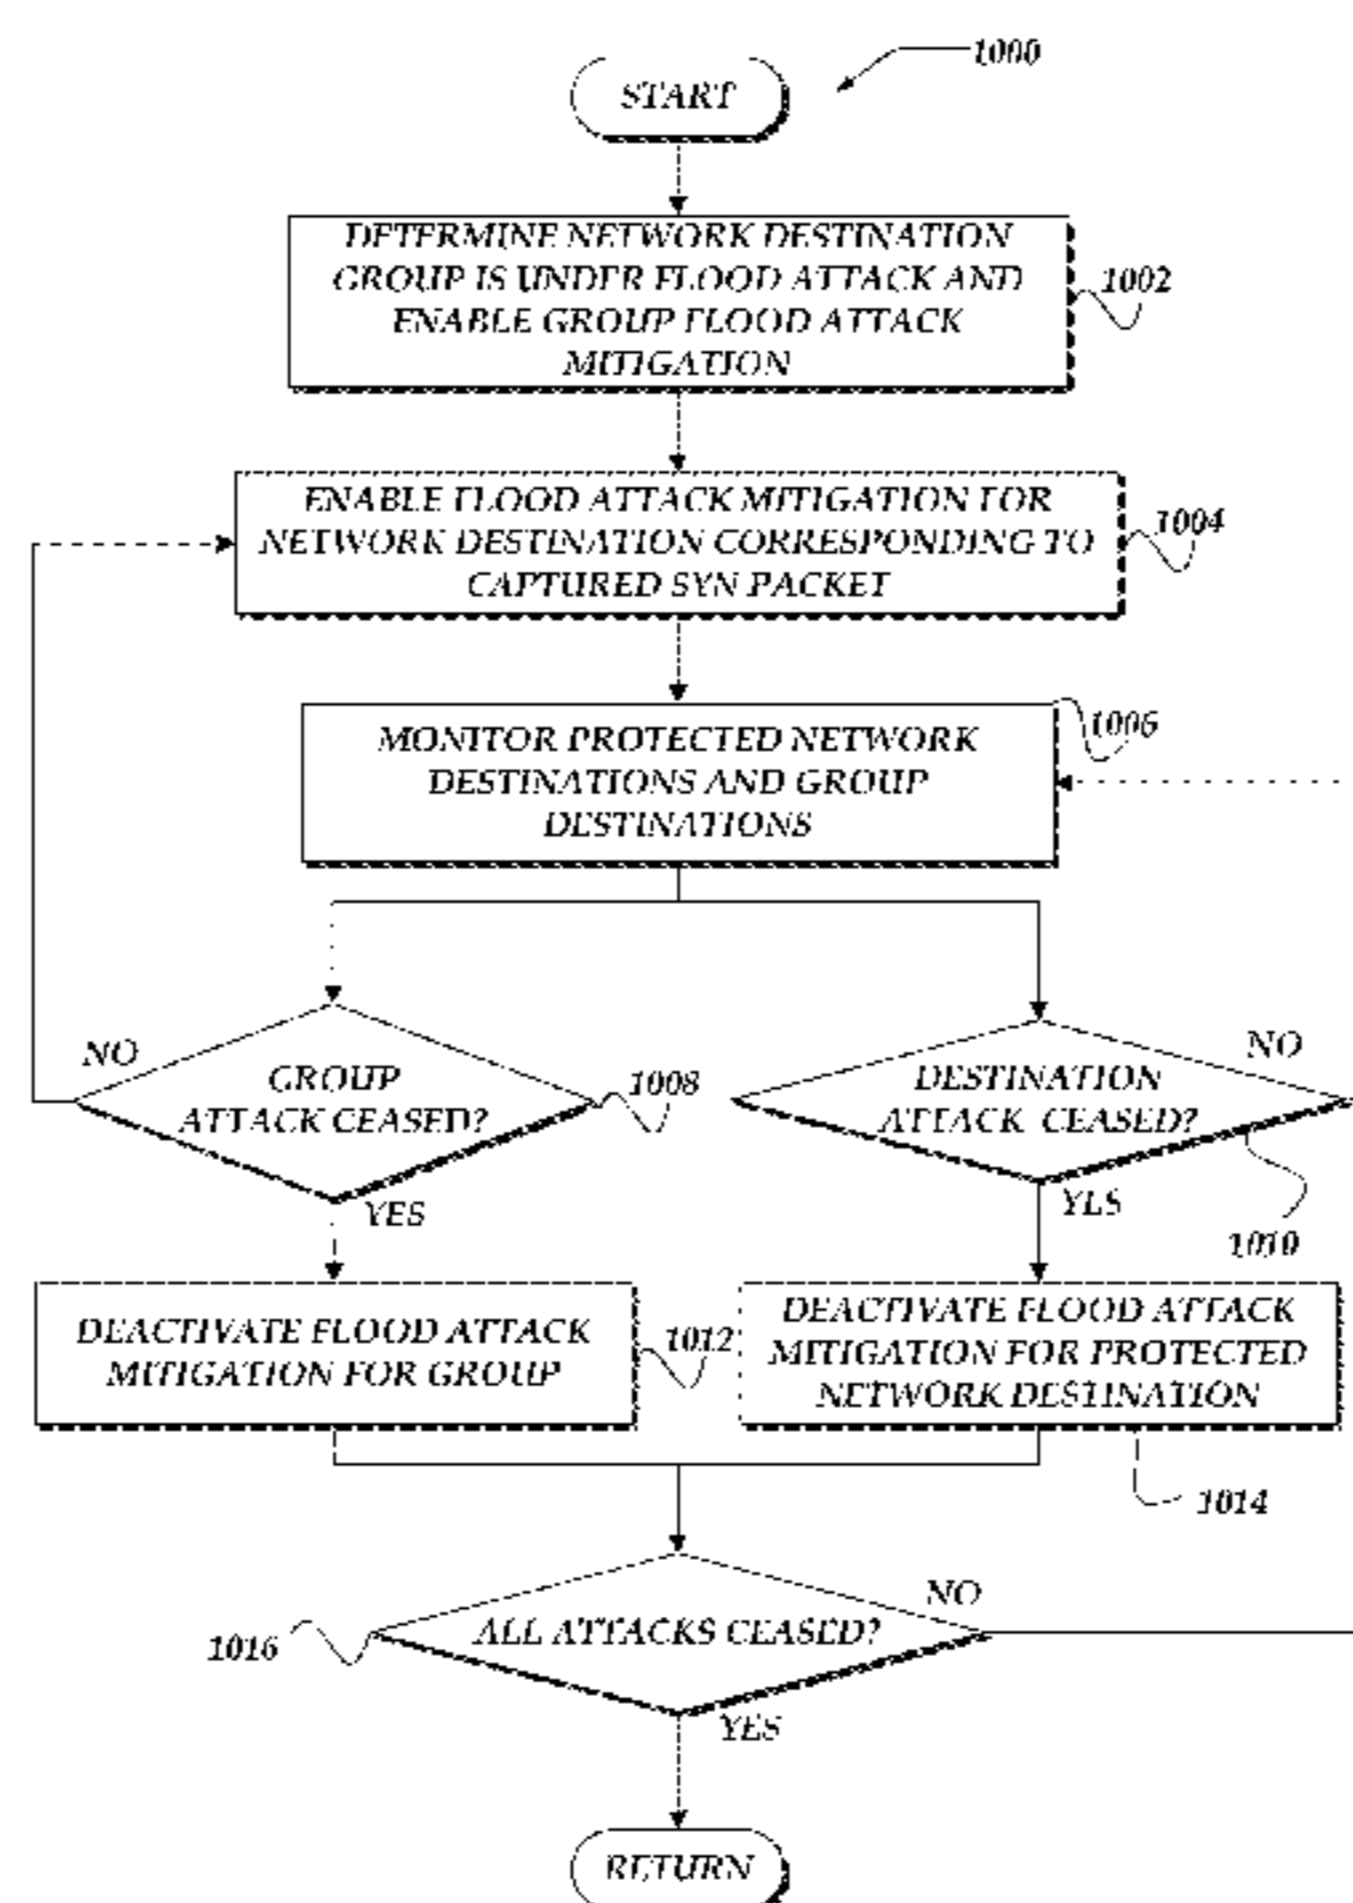 1000
START
DETERMINE NETWORK DESTINATION
GROUP IS UNDER FLOOD ATTACK AND
ENABLE GROUP FLOOD ATTACK
MITIGATION
1002
ENABLE FLOOD ATTACK MITIGATION FOR
NETWORK DESTINATION CORRESPONDING TO
CAPTURED SYN PACKET
1004
MONITOR PROTECTED NETWORK
DESTINATIONS AND GROUP
DESTINATIONS
1006
NO
GROUP
ATTACK CEASED?
1008
YES
NO
DESTINATION
ATTACK CEASED?
YES
1010
DEACTIVATE FLOOD ATTACK
MITIGATION FOR GROUP
1012
DEACTIVATE FLOOD ATTACK
MITIGATION FOR PROTECTED
NETWORK DESTINATION
1014
NO
ALL ATTACKS CEASED?
1016
YES
RETURN